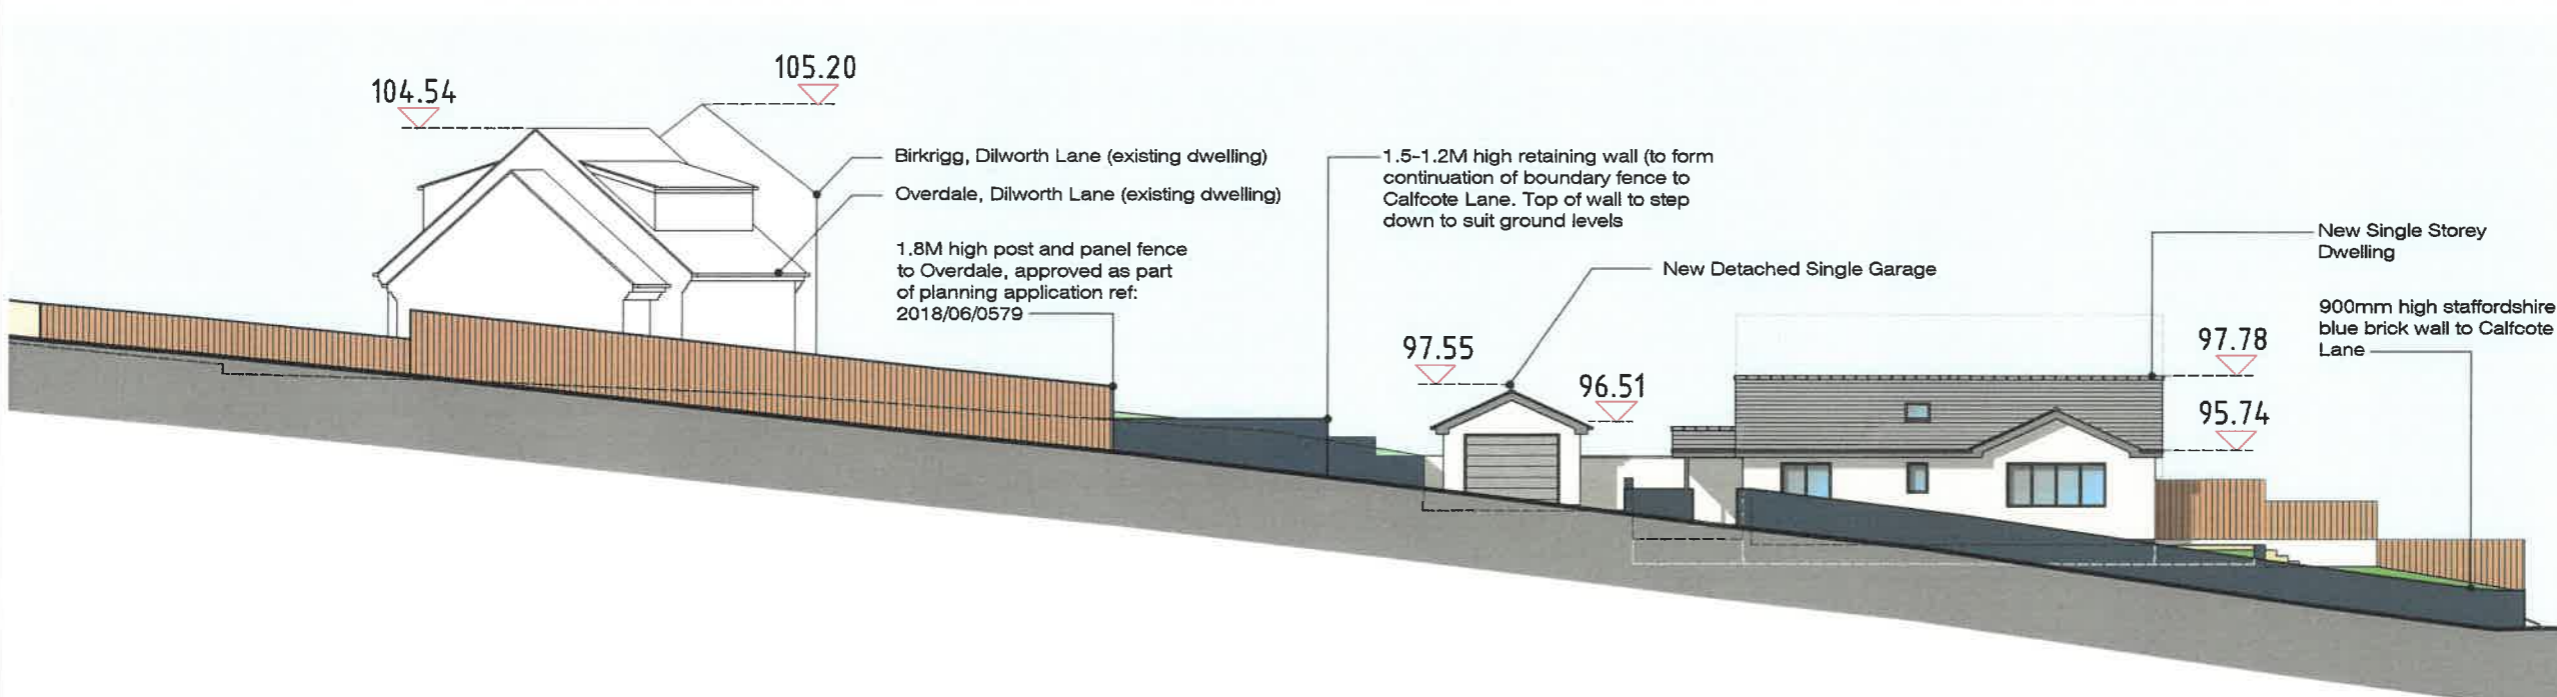 104.54
105.20
Birkrigg, Dilworth Lane (existing dwelling)
Overdale, Dilworth Lane (existing dwelling)
1.8M high post and panel fence
to Overdale, approved as part
of planning application ref:
2018/06/0579
1.5-1.2M high retaining wall (to form
continuation of boundary fence to
Calfcote Lane. Top of wall to step
down to suit ground levels
New Detached Single Garage
97.55
96.51
New Single Storey
Dwelling
900mm high staffordshire
blue brick wall to Calfcote
Lane
97.78
95.74